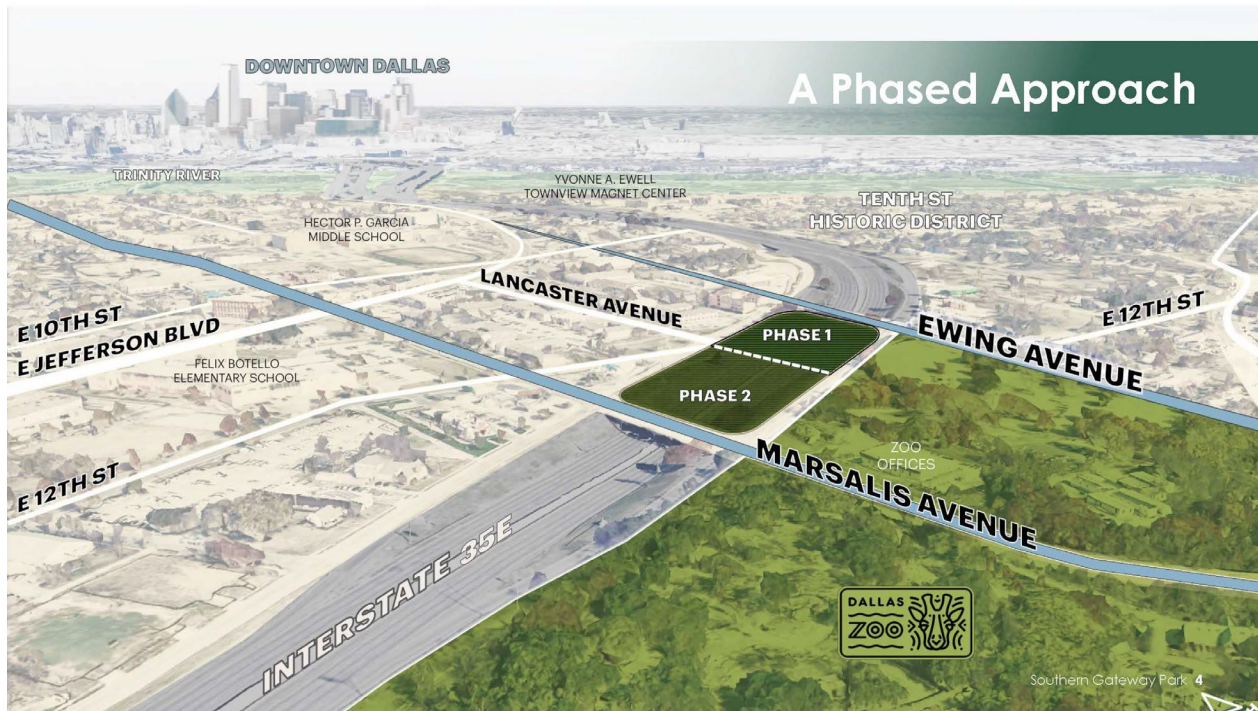 A Phased Approach
DOWNTOWN DALLAS
TRINITY RIVER
YVONNE A. EWELL
TOWNVIEW MAGNET CENTER
HECTOR P. GARCIA
MIDDLE SCHOOL
TENTH ST
HISTORIC DISTRICT
LANCASTER AVENUE
E 10TH ST
E JEFFERSON BLVD
E 12TH ST
PHASE 1
EWING AVENUE
FELIX BOTELLO
ELEMENTARY SCHOOL
PHASE 2
ZOO
OFFICES
MARSALIS AVENUE
E 12TH ST
INTERSTATE 35E
DALLAS
ZOO
Southern Gateway Park 4